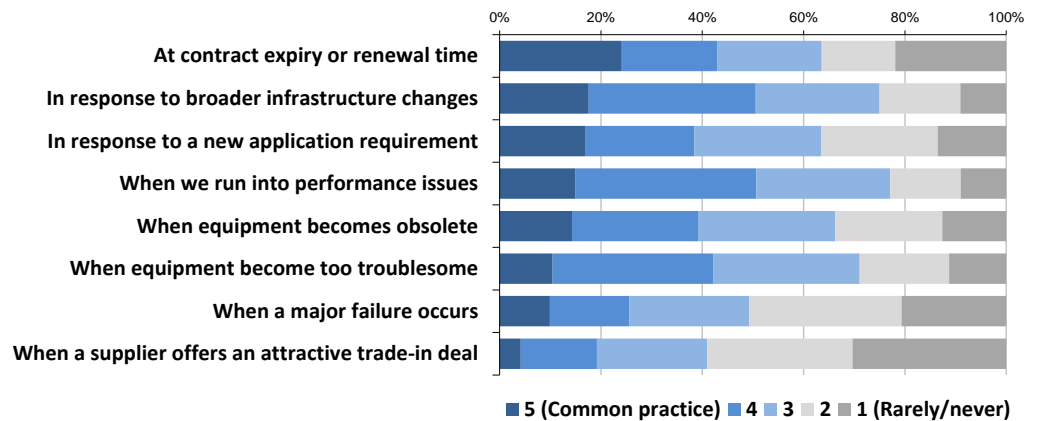 0% 20% 40% 60% 80% 100%
At contract expiry or renewal time
In response to broader infrastructure changes
In response to a new application requirement
When we run into performance issues
When equipment becomes obsolete
When equipment become too troublesome
When a major failure occurs
When a supplier offers an attractive trade-in deal
5 (Common practice) 4 3 2 1 (Rarely/never)